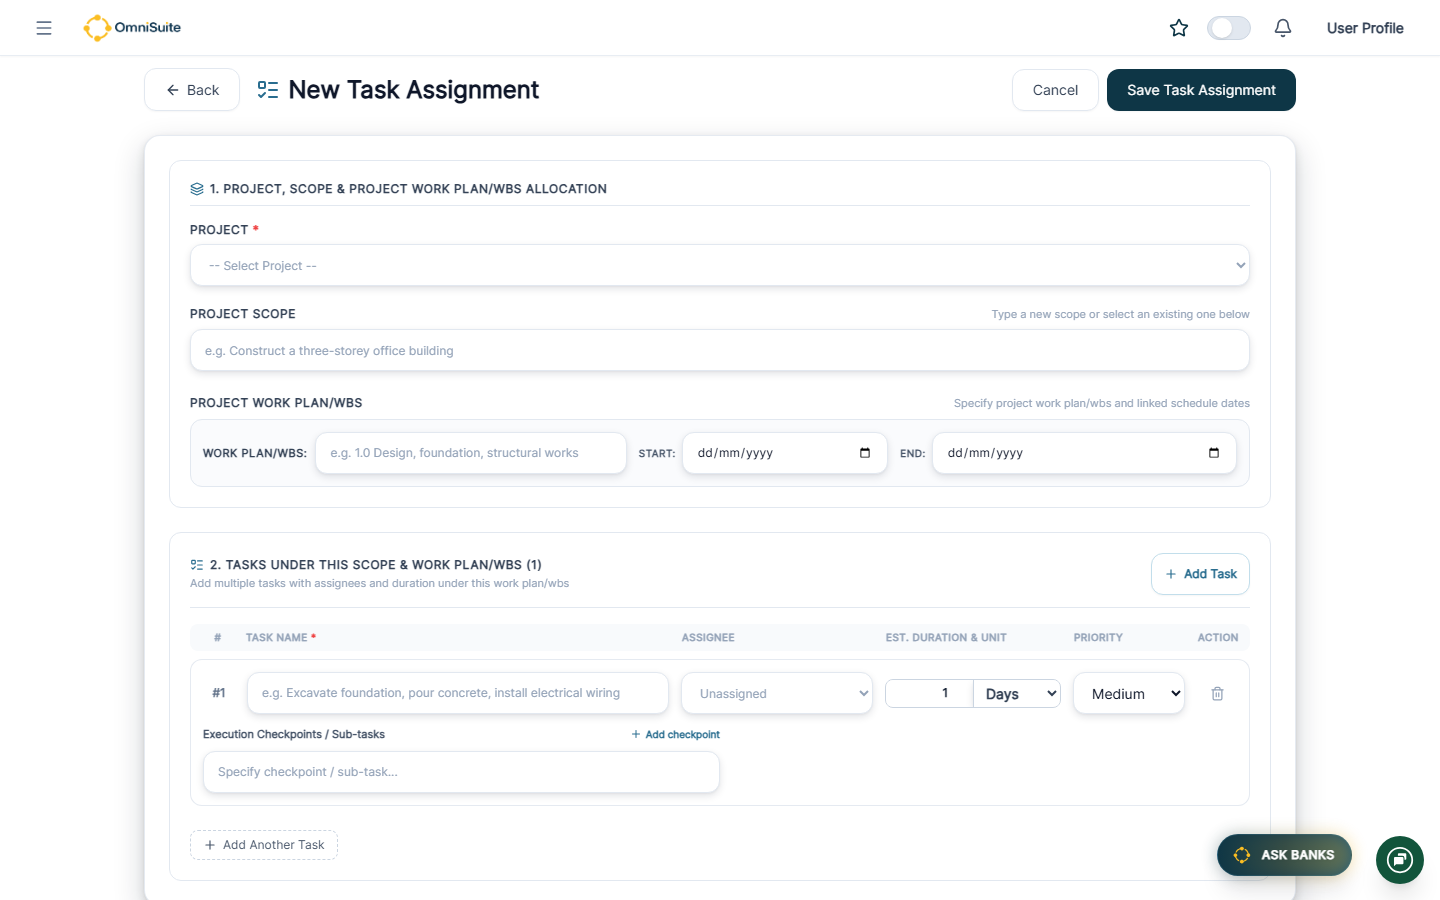 OmniSuite
User Profile
Back
New Task Assignment
Cancel
Save Task Assignment
1. PROJECT, SCOPE & PROJECT WORK PLAN/WBS ALLOCATION
PROJECT *
-- Select Project --
PROJECT SCOPE
Type a new scope or select an existing one below
e.g. Construct a three-storey office building
PROJECT WORK PLAN/WBS
Specify project work plan/wbs and linked schedule dates
WORK PLAN/WBS:
e.g. 1.0 Design, foundation, structural works
START:
dd/mm/yyyy
END:
dd/mm/yyyy
2. TASKS UNDER THIS SCOPE & WORK PLAN/WBS (1)
Add multiple tasks with assignees and duration under this work plan/wbs
Add Task
#
TASK NAME *
ASSIGNEE
EST. DURATION & UNIT
PRIORITY
ACTION
#1
e.g. Excavate foundation, pour concrete, install electrical wiring
Unassigned
1
Days
Medium
Execution Checkpoints / Sub-tasks
Add checkpoint
Specify checkpoint / sub-task...
Add Another Task
ASK BANKS